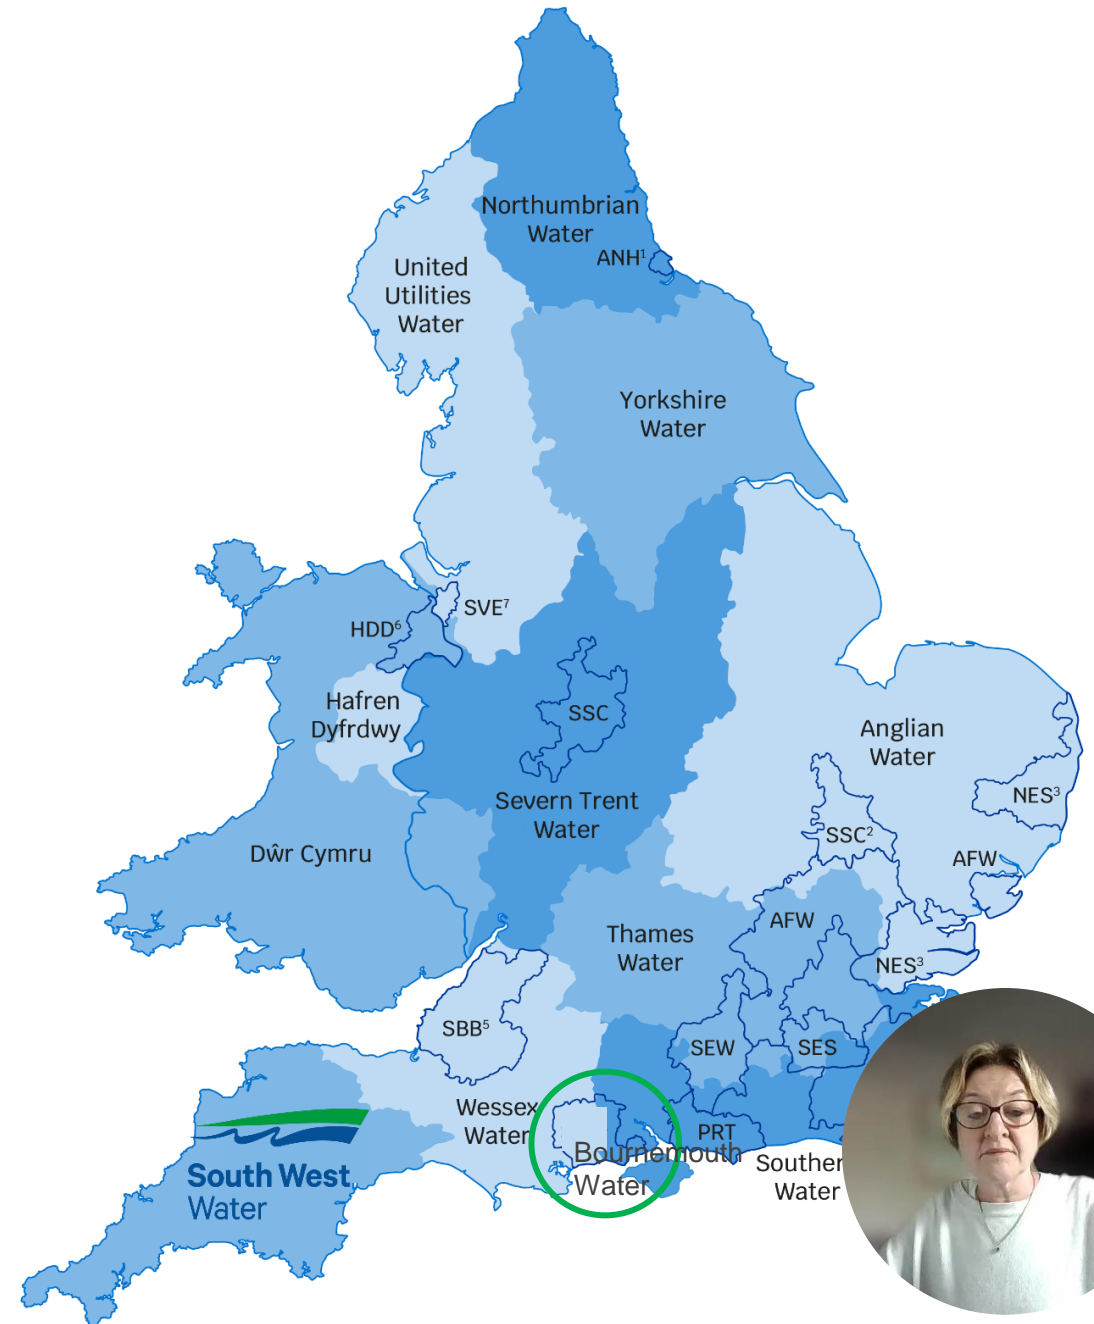 Northumbrian
Water
ANH¹
United
Utilities
Water
Yorkshire
Water
SVE⁷
HDD⁶
Hafren
Dyfrdwy
SSC
Anglian
Water
NES³
Severn Trent
Water
SSC²
Dŵr Cymru
AFW
AFW
Thames
Water
NES³
SBB⁵
SEW
SES
Wessex
Water
PRT
Bournemouth
Water
Souther
Water
South West
Water